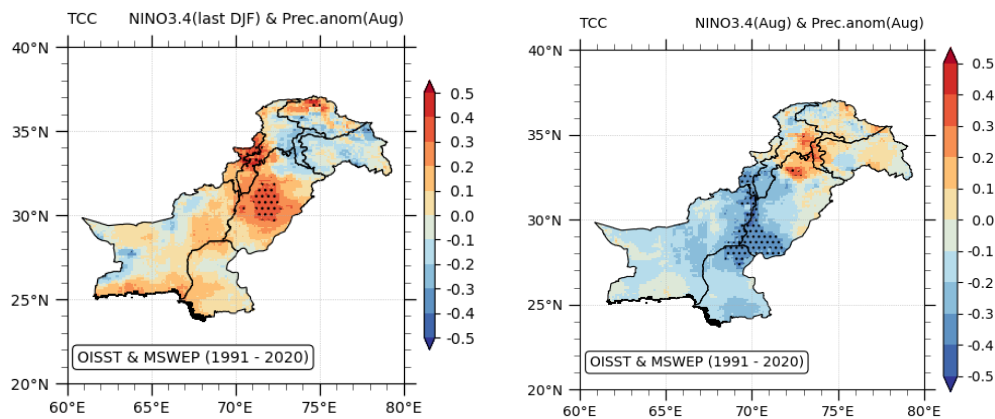 TCC NINO3.4(last DJF) & Prec.anom(Aug)
40°N
35°N
30°N
25°N
20°N
60°E 65°E 70°E 75°E 80°E
0.5
0.4
0.3
0.2
0.1
0.0
-0.1
-0.2
-0.3
-0.4
-0.5
OISST & MSWEP (1991 - 2020)
TCC NINO3.4(Aug) & Prec.anom(Aug)
40°N
35°N
30°N
25°N
20°N
60°E 65°E 70°E 75°E 80°E
0.5
0.4
0.3
0.2
0.1
0.0
-0.1
-0.2
-0.3
-0.4
-0.5
OISST & MSWEP (1991 - 2020)